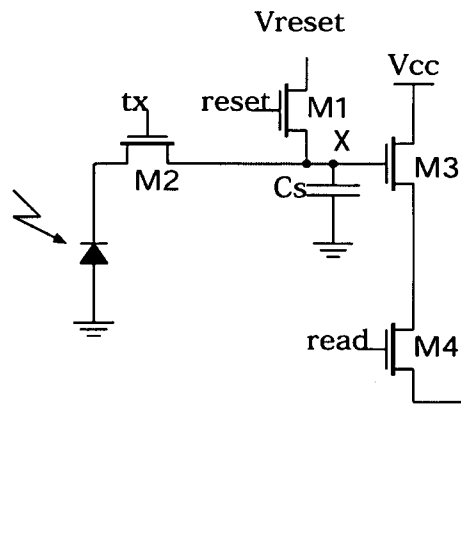 Vreset
Vcc
tx
reset
M1
X
M2
Cs
M3
read
M4